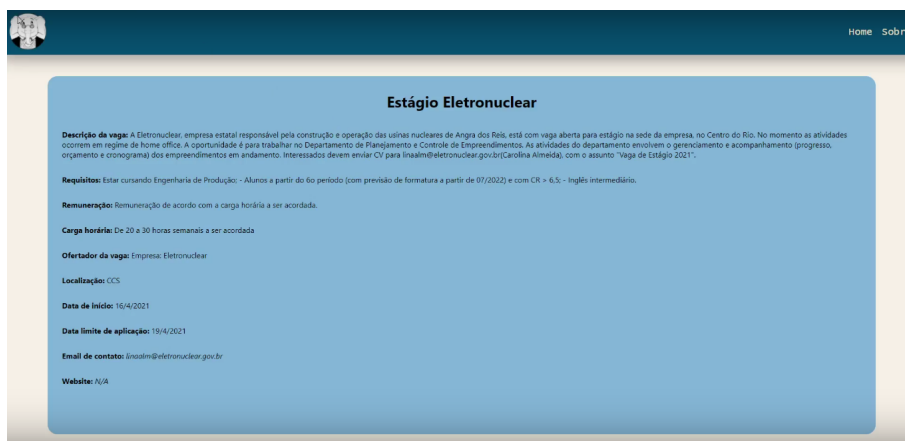 Home Sobr
Estágio Eletronuclear
Descrição da vaga: A Eletronuclear, empresa estatal responsável pela construção e operação das usinas nucleares de Angra dos Reis, está com vaga aberta para estágio na sede da empresa, no Centro do Rio. No momento as atividades
ocorrem em regime de home office. A oportunidade é para trabalhar no Departamento de Planejamento e Controle de Empreendimentos. As atividades do departamento envolvem o gerenciamento e acompanhamento (progresso,
orçamento e cronograma) dos empreendimentos em andamento. Interessados devem enviar CV para linaalm@eletronuclear.gov.br(Carolina Almeida), com o assunto "Vaga de Estágio 2021".
Requisitos: Estar cursando Engenharia de Produção; - Alunos a partir do 6o período (com previsão de formatura a partir de 07/2022) e com CR > 6,5; - Inglês intermediário.
Remuneração: Remuneração de acordo com a carga horária a ser acordada.
Carga horária: De 20 a 30 horas semanais a ser acordada
Ofertador da vaga: Empresa: Eletronuclear
Localização: CCS
Data de início: 16/4/2021
Data limite de aplicação: 19/4/2021
Email de contato: linaalm@eletronuclear.gov.br
Website: N/A